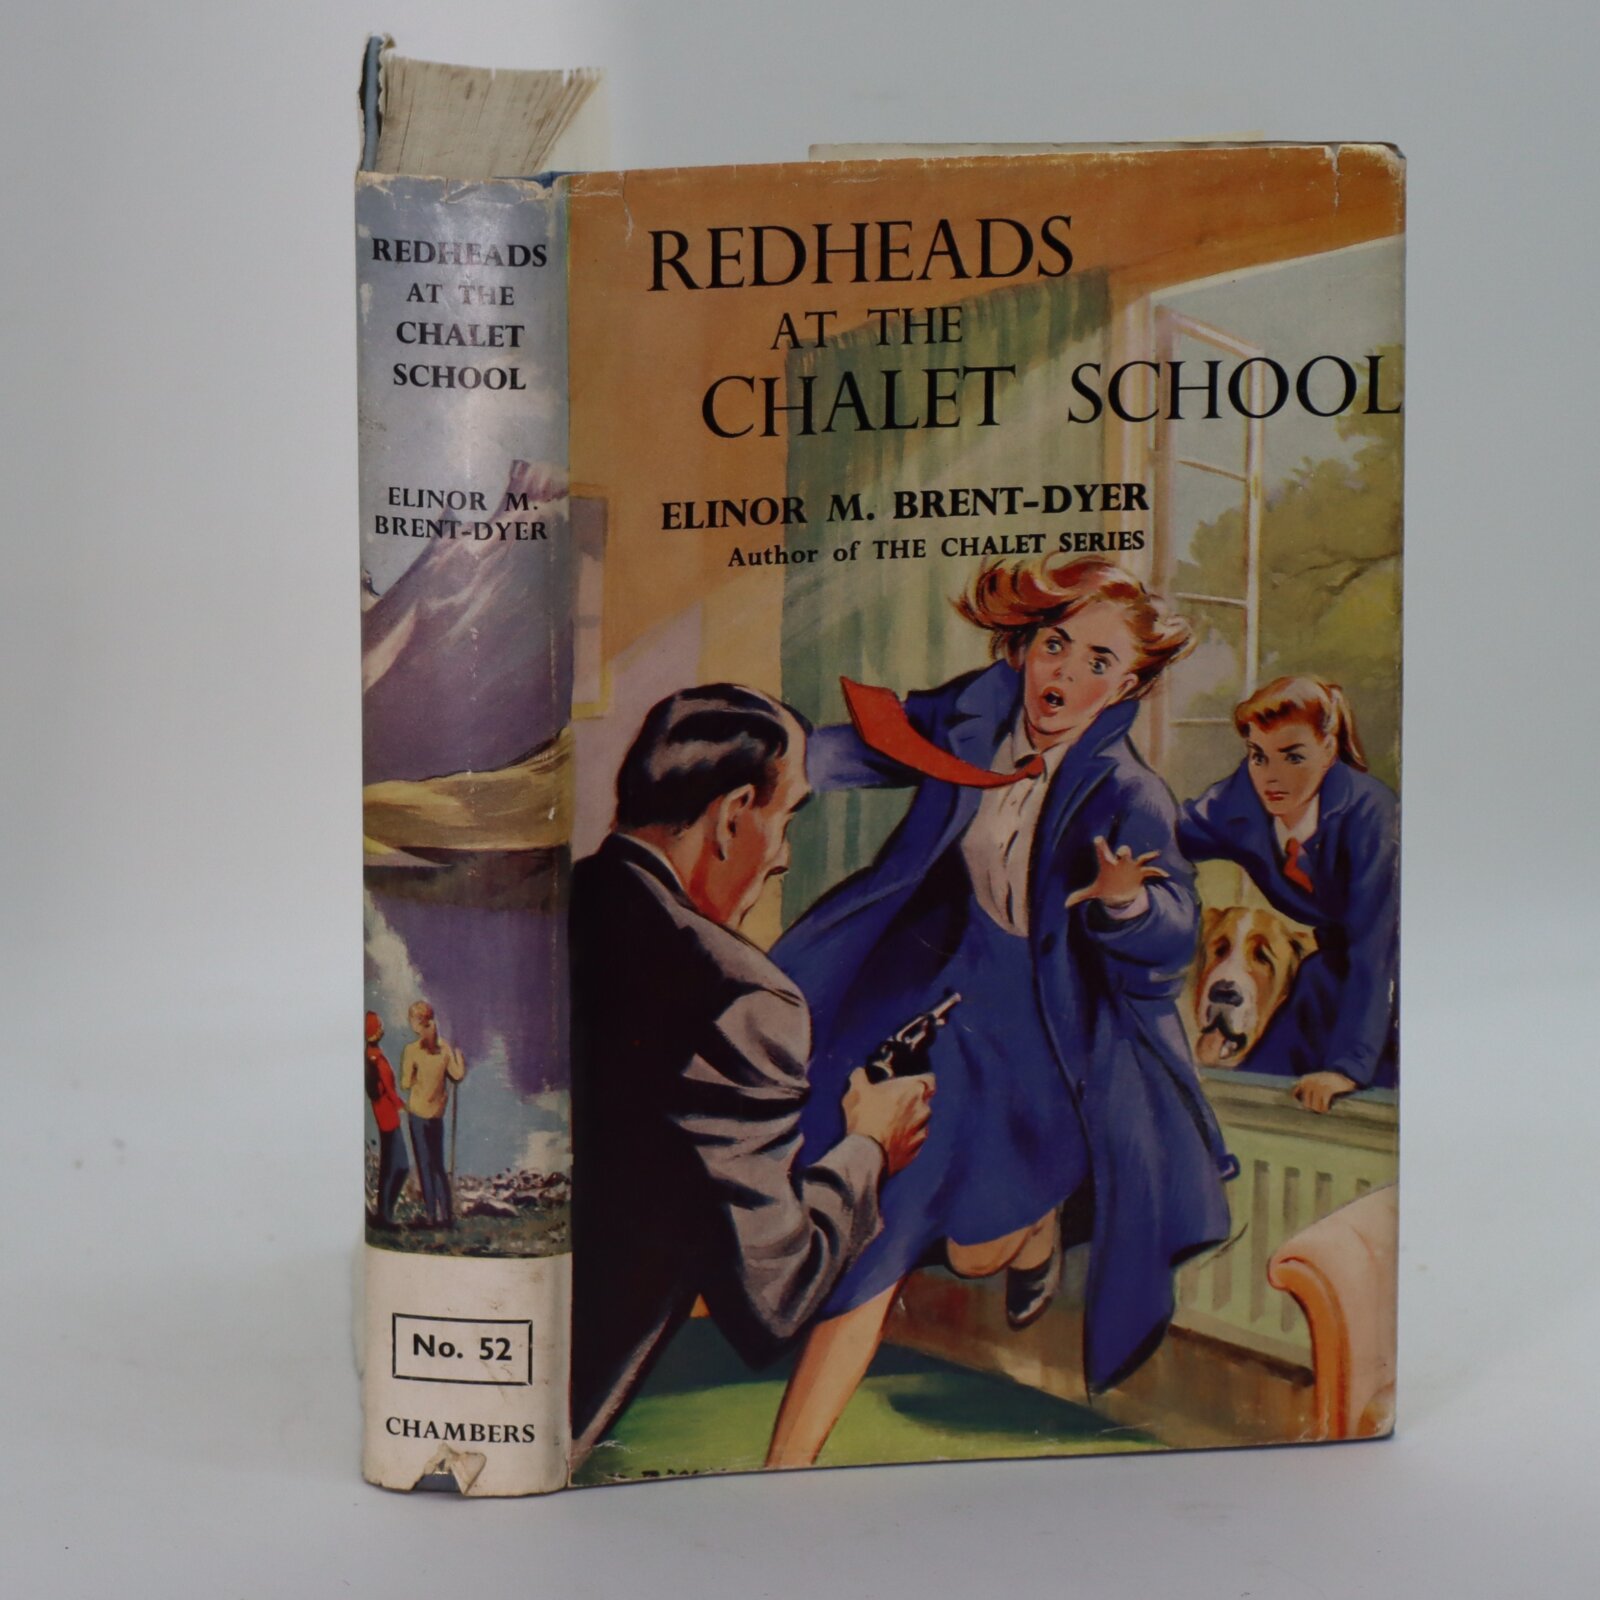 REDHEADS
AT THE
CHALET
SCHOOL
ELINOR M.
BRENT-DYER
No. 52
CHAMBERS
REDHEADS
AT THE
CHALET SCHOOL
ELINOR M. BRENT-DYER
Author of THE CHALET SERIES